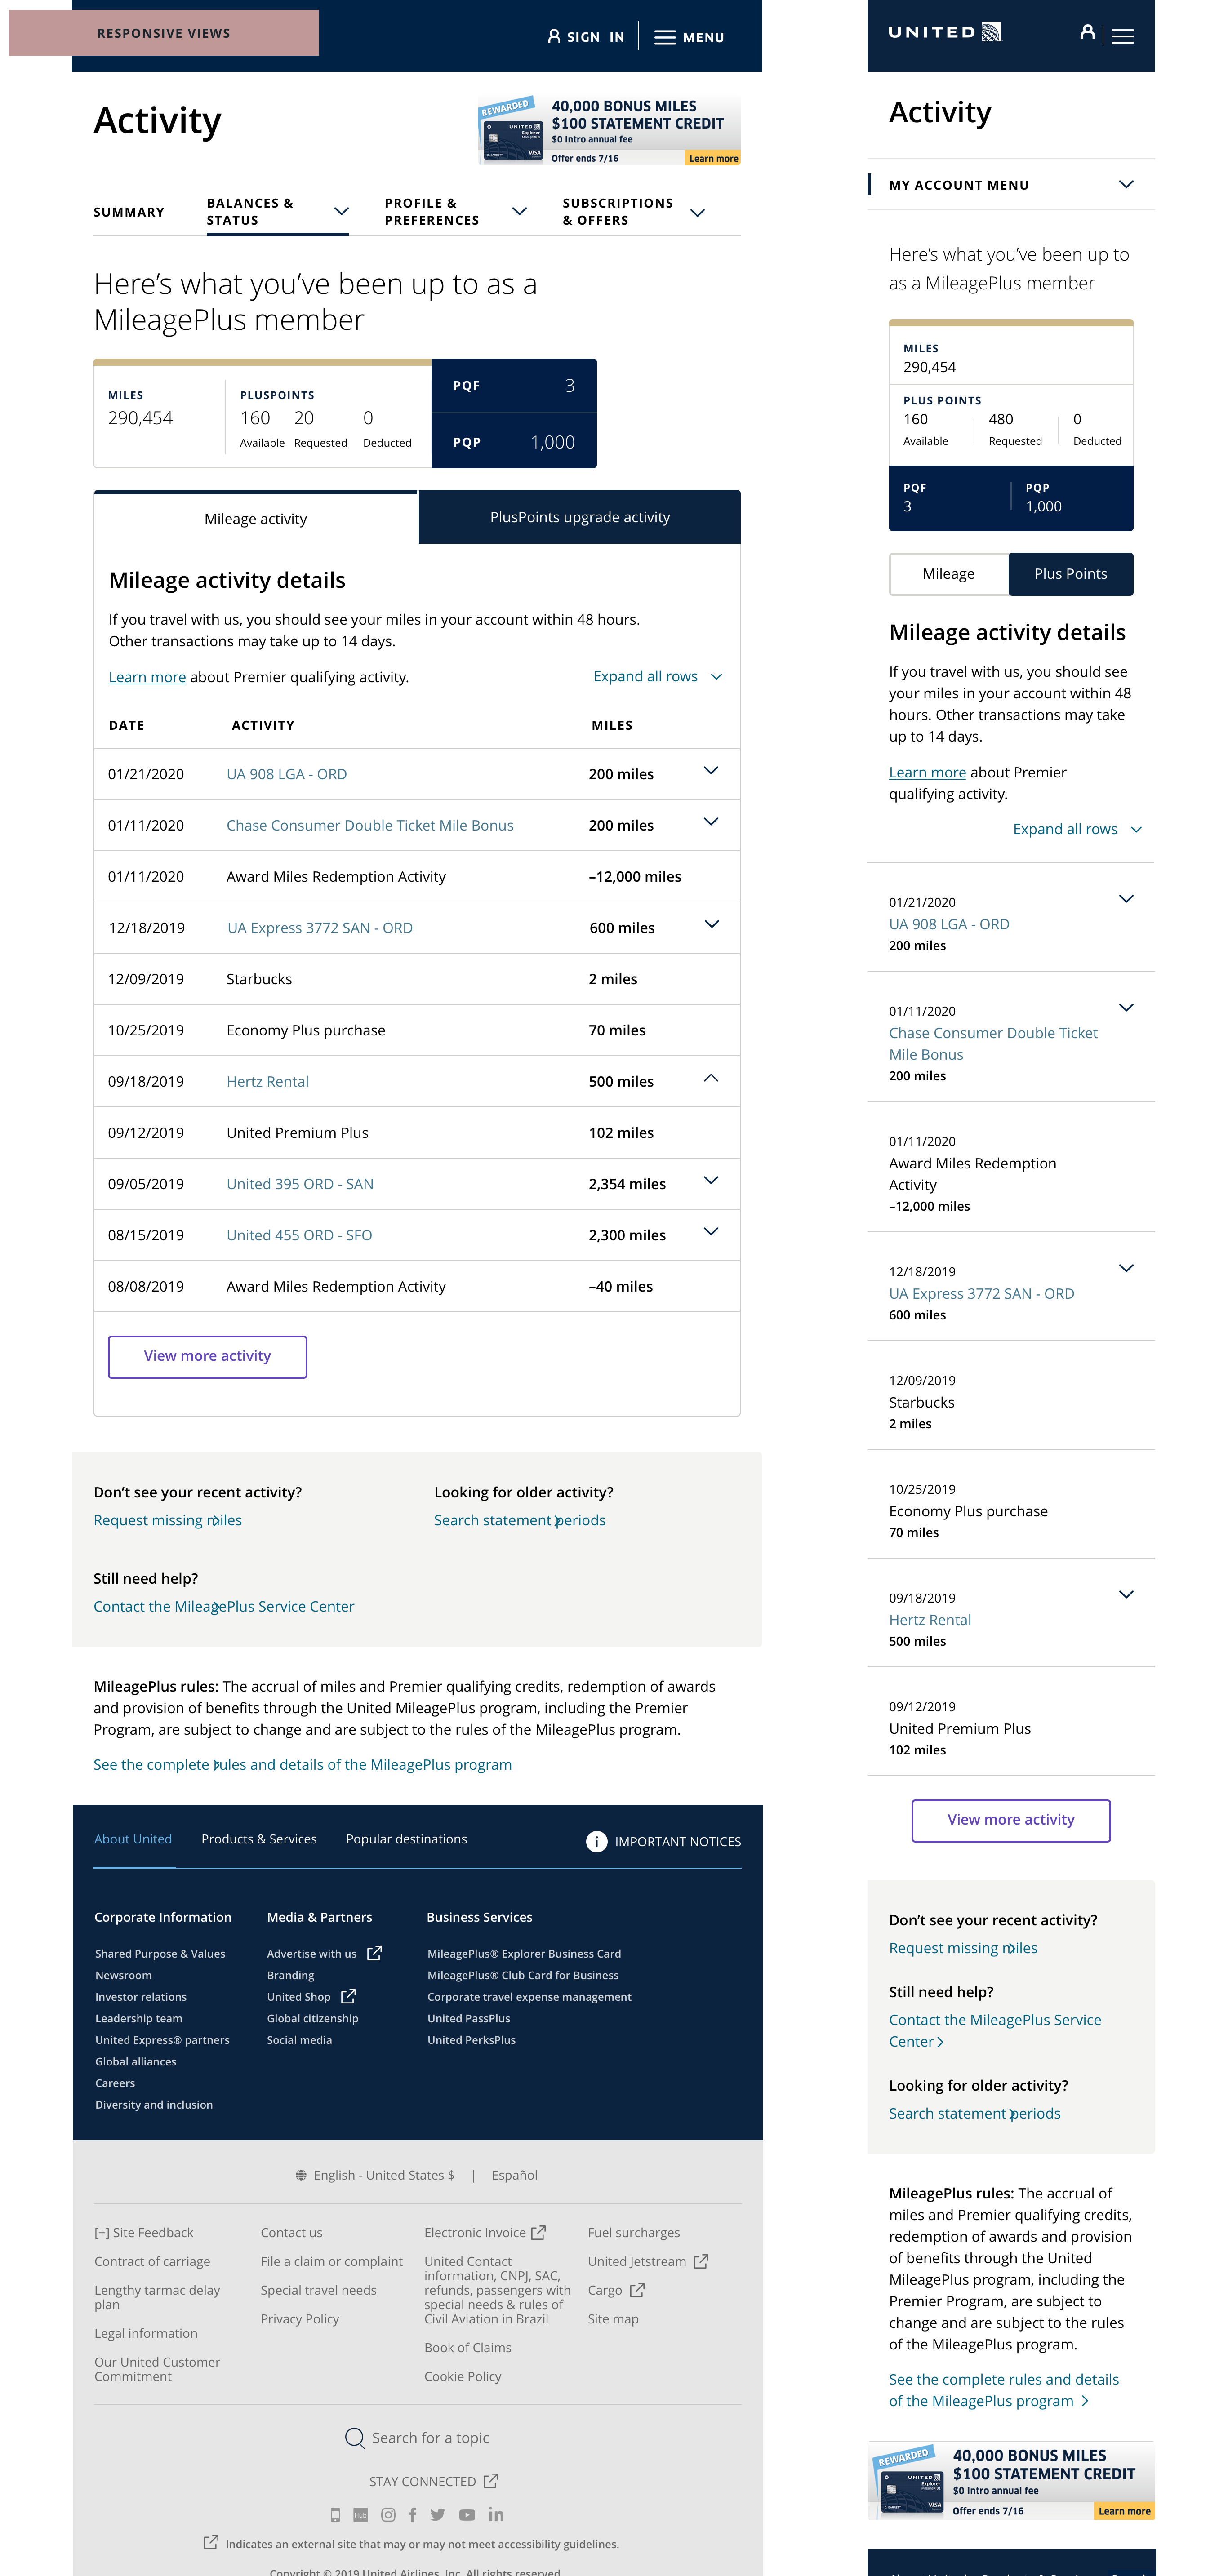 RESPONSIVE VIEWS
SIGN IN
MENU
Activity
REWARDED
UNITED
Explorer
VISA
40,000 BONUS MILES
$100 STATEMENT CREDIT
$0 Intro annual fee
Offer ends 7/16
Learn more
SUMMARY
BALANCES &
STATUS
PROFILE &
PREFERENCES
SUBSCRIPTIONS
& OFFERS
Here’s what you’ve been up to as a
MileagePlus member
MILES
290,454
PLUSPOINTS
160 20 0
Available Requested Deducted
PQF 3
PQP 1,000
Mileage activity
PlusPoints upgrade activity
Mileage activity details
If you travel with us, you should see your miles in your account within 48 hours.
Other transactions may take up to 14 days.
Learn more about Premier qualifying activity.
Expand all rows
DATE ACTIVITY MILES
01/21/2020 UA 908 LGA - ORD 200 miles
01/11/2020 Chase Consumer Double Ticket Mile Bonus 200 miles
01/11/2020 Award Miles Redemption Activity –12,000 miles
12/18/2019 UA Express 3772 SAN - ORD 600 miles
12/09/2019 Starbucks 2 miles
10/25/2019 Economy Plus purchase 70 miles
09/18/2019 Hertz Rental 500 miles
09/12/2019 United Premium Plus 102 miles
09/05/2019 United 395 ORD - SAN 2,354 miles
08/15/2019 United 455 ORD - SFO 2,300 miles
08/08/2019 Award Miles Redemption Activity –40 miles
View more activity
Don’t see your recent activity?
Request missing miles
Looking for older activity?
Search statement periods
Still need help?
Contact the MileagePlus Service Center
MileagePlus rules: The accrual of miles and Premier qualifying credits, redemption of awards
and provision of benefits through the United MileagePlus program, including the Premier
Program, are subject to change and are subject to the rules of the MileagePlus program.
See the complete rules and details of the MileagePlus program
About United
Products & Services
Popular destinations
IMPORTANT NOTICES
Corporate Information
Shared Purpose & Values
Newsroom
Investor relations
Leadership team
United Express® partners
Global alliances
Careers
Diversity and inclusion
Media & Partners
Advertise with us
Branding
United Shop
Global citizenship
Social media
Business Services
MileagePlus® Explorer Business Card
MileagePlus® Club Card for Business
Corporate travel expense management
United PassPlus
United PerksPlus
English - United States $ | Español
[+] Site Feedback
Contract of carriage
Lengthy tarmac delay
plan
Legal information
Our United Customer
Commitment
Contact us
File a claim or complaint
Special travel needs
Privacy Policy
Electronic Invoice
United Contact
information, CNPJ, SAC,
refunds, passengers with
special needs & rules of
Civil Aviation in Brazil
Book of Claims
Cookie Policy
Fuel surcharges
United Jetstream
Cargo
Site map
Search for a topic
STAY CONNECTED
Hub
Indicates an external site that may or may not meet accessibility guidelines.
Copyright © 2019 United Airlines, Inc. All rights reserved
UNITED
Activity
MY ACCOUNT MENU
Here’s what you’ve been up to
as a MileagePlus member
MILES
290,454
PLUS POINTS
160 480 0
Available Requested Deducted
PQF PQP
3 1,000
Mileage
Plus Points
Mileage activity details
If you travel with us, you should see
your miles in your account within 48
hours. Other transactions may take
up to 14 days.
Learn more about Premier
qualifying activity.
Expand all rows
01/21/2020
UA 908 LGA - ORD
200 miles
01/11/2020
Chase Consumer Double Ticket
Mile Bonus
200 miles
01/11/2020
Award Miles Redemption
Activity
–12,000 miles
12/18/2019
UA Express 3772 SAN - ORD
600 miles
12/09/2019
Starbucks
2 miles
10/25/2019
Economy Plus purchase
70 miles
09/18/2019
Hertz Rental
500 miles
09/12/2019
United Premium Plus
102 miles
View more activity
Don’t see your recent activity?
Request missing miles
Still need help?
Contact the MileagePlus Service
Center
Looking for older activity?
Search statement periods
MileagePlus rules: The accrual of
miles and Premier qualifying credits,
redemption of awards and provision
of benefits through the United
MileagePlus program, including the
Premier Program, are subject to
change and are subject to the rules
of the MileagePlus program.
See the complete rules and details
of the MileagePlus program
REWARDED
UNITED
Explorer
VISA
40,000 BONUS MILES
$100 STATEMENT CREDIT
$0 Intro annual fee
Offer ends 7/16
Learn more